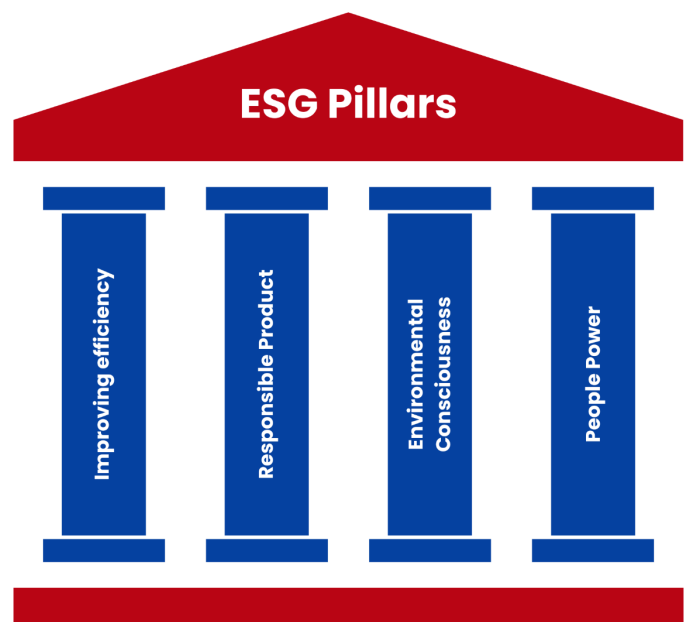 ESG Pillars
Improving efficiency
Responsible Product
Environmental
Consciousness
People Power